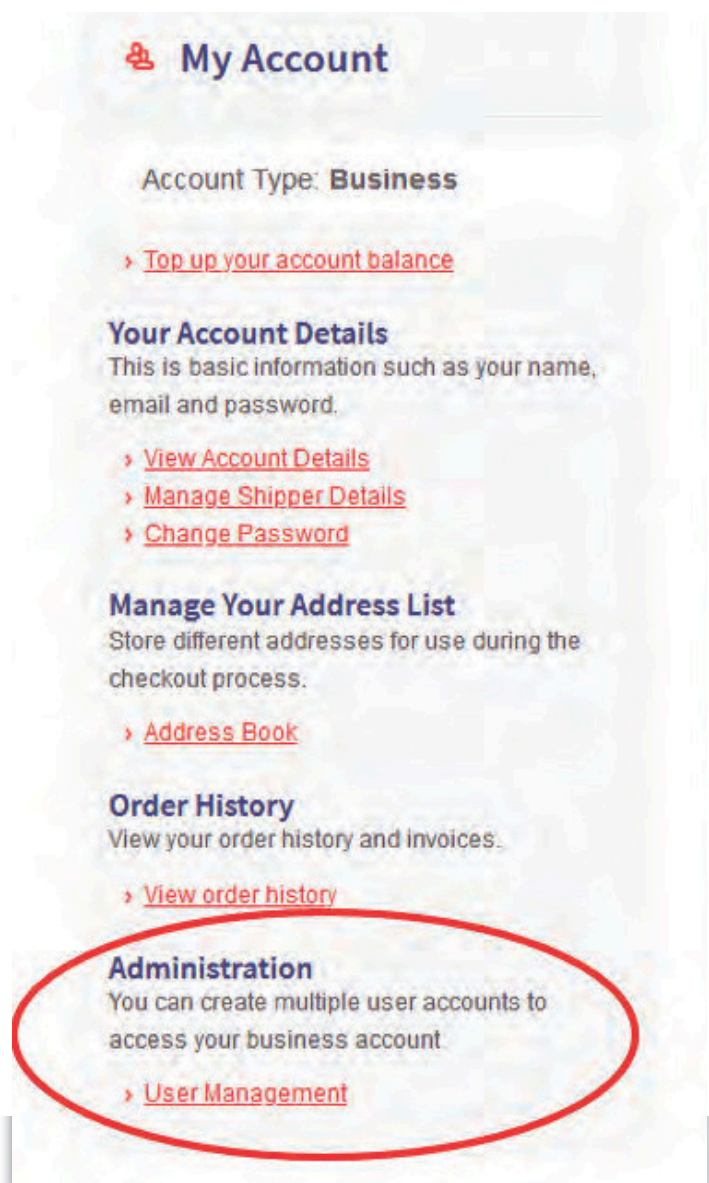 My Account
Account Type: Business
› Top up your account balance
Your Account Details
This is basic information such as your name,
email and password.
› View Account Details
› Manage Shipper Details
› Change Password
Manage Your Address List
Store different addresses for use during the
checkout process.
› Address Book
Order History
View your order history and invoices.
› View order history
Administration
You can create multiple user accounts to
access your business account
› User Management